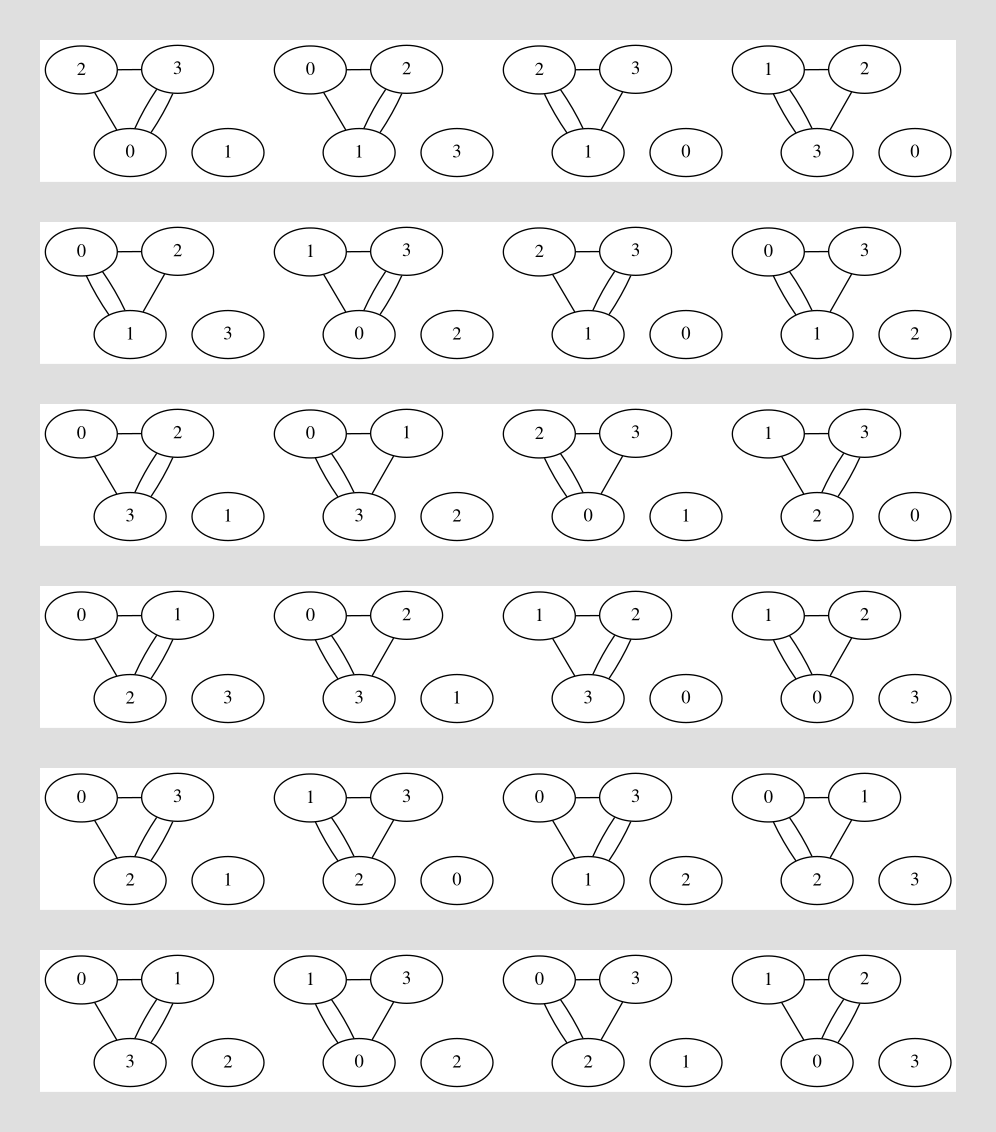 2 3 0 2 2 3 1 2
0 1 1 3 1 0 3 0
0 2 1 3 2 3 0 3
1 3 0 2 1 0 1 2
0 2 0 1 2 3 1 3
3 1 3 2 0 1 2 0
0 1 0 2 1 2 1 2
2 3 3 1 3 0 0 3
0 3 1 3 0 3 0 1
2 1 2 0 1 2 2 3
0 1 1 3 0 3 1 2
3 2 0 2 2 1 0 3